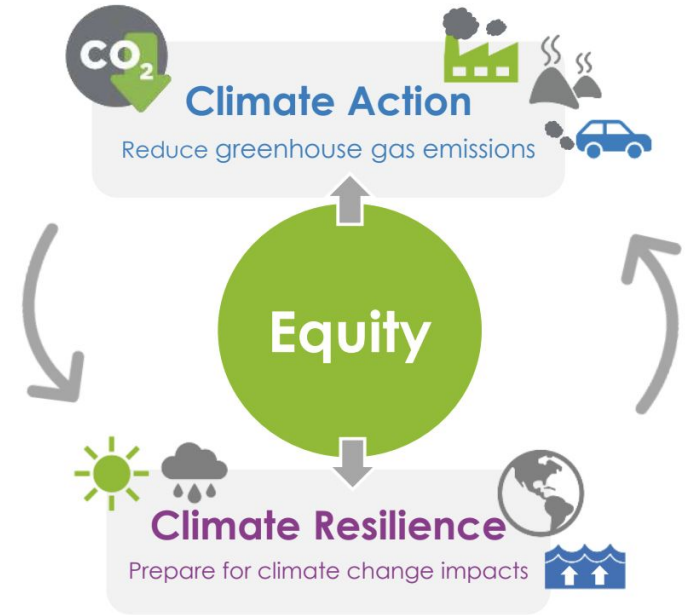 CO₂
Climate Action
Reduce greenhouse gas emissions
Equity
Climate Resilience
Prepare for climate change impacts